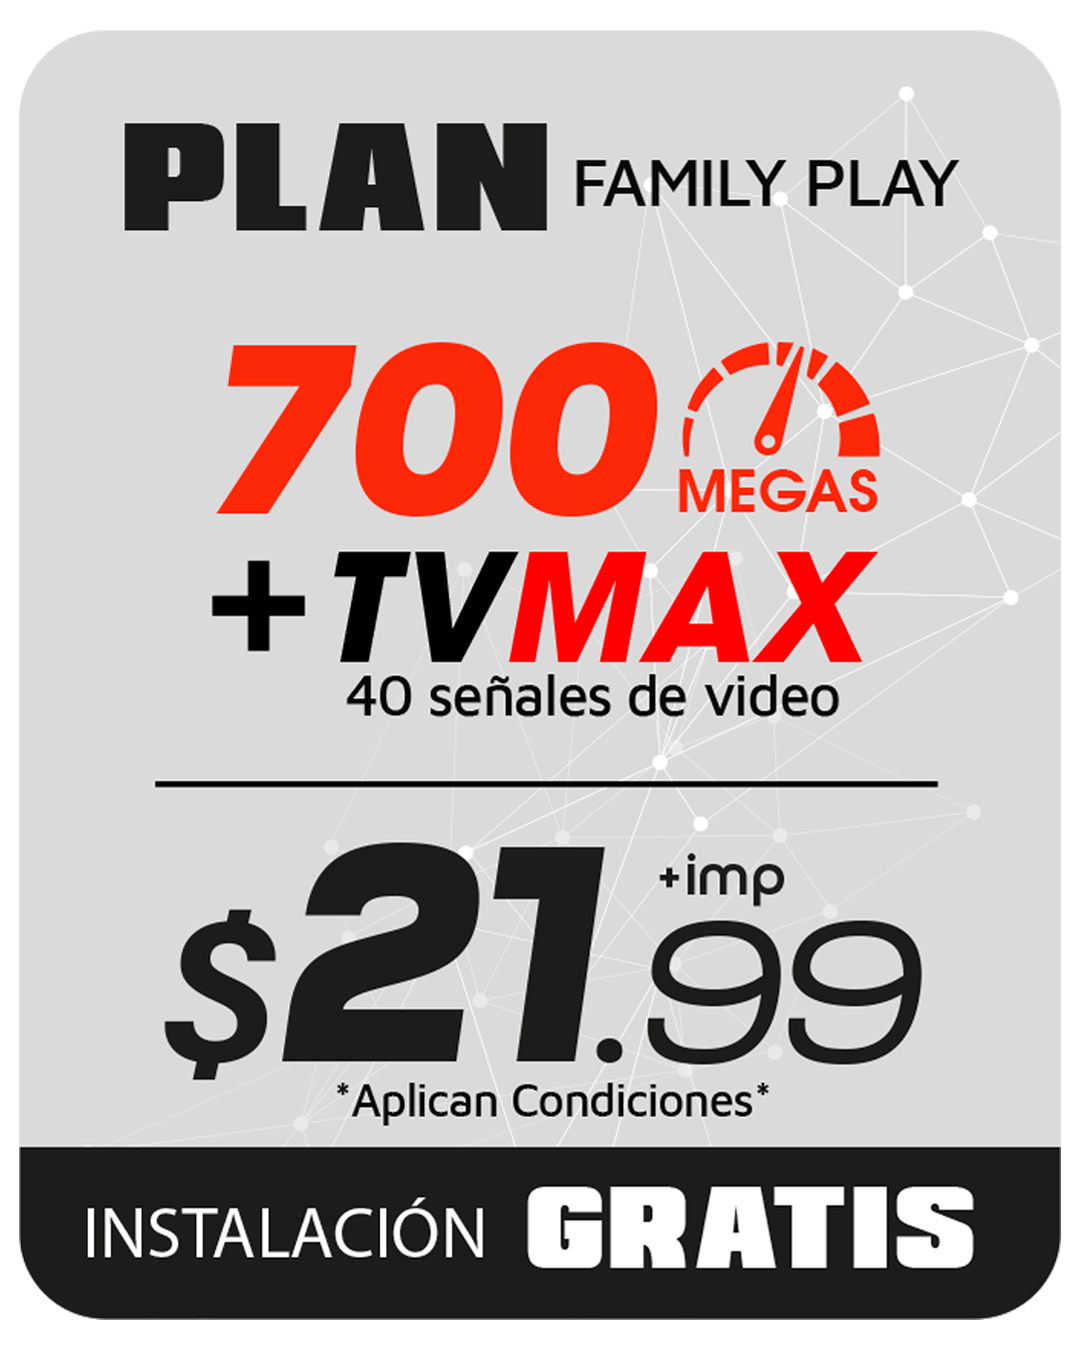 PLAN FAMILY PLAY
700 MEGAS
+TVMAX
40 señales de video
$21.99 +imp
*Aplican Condiciones*
INSTALACIÓN GRATIS